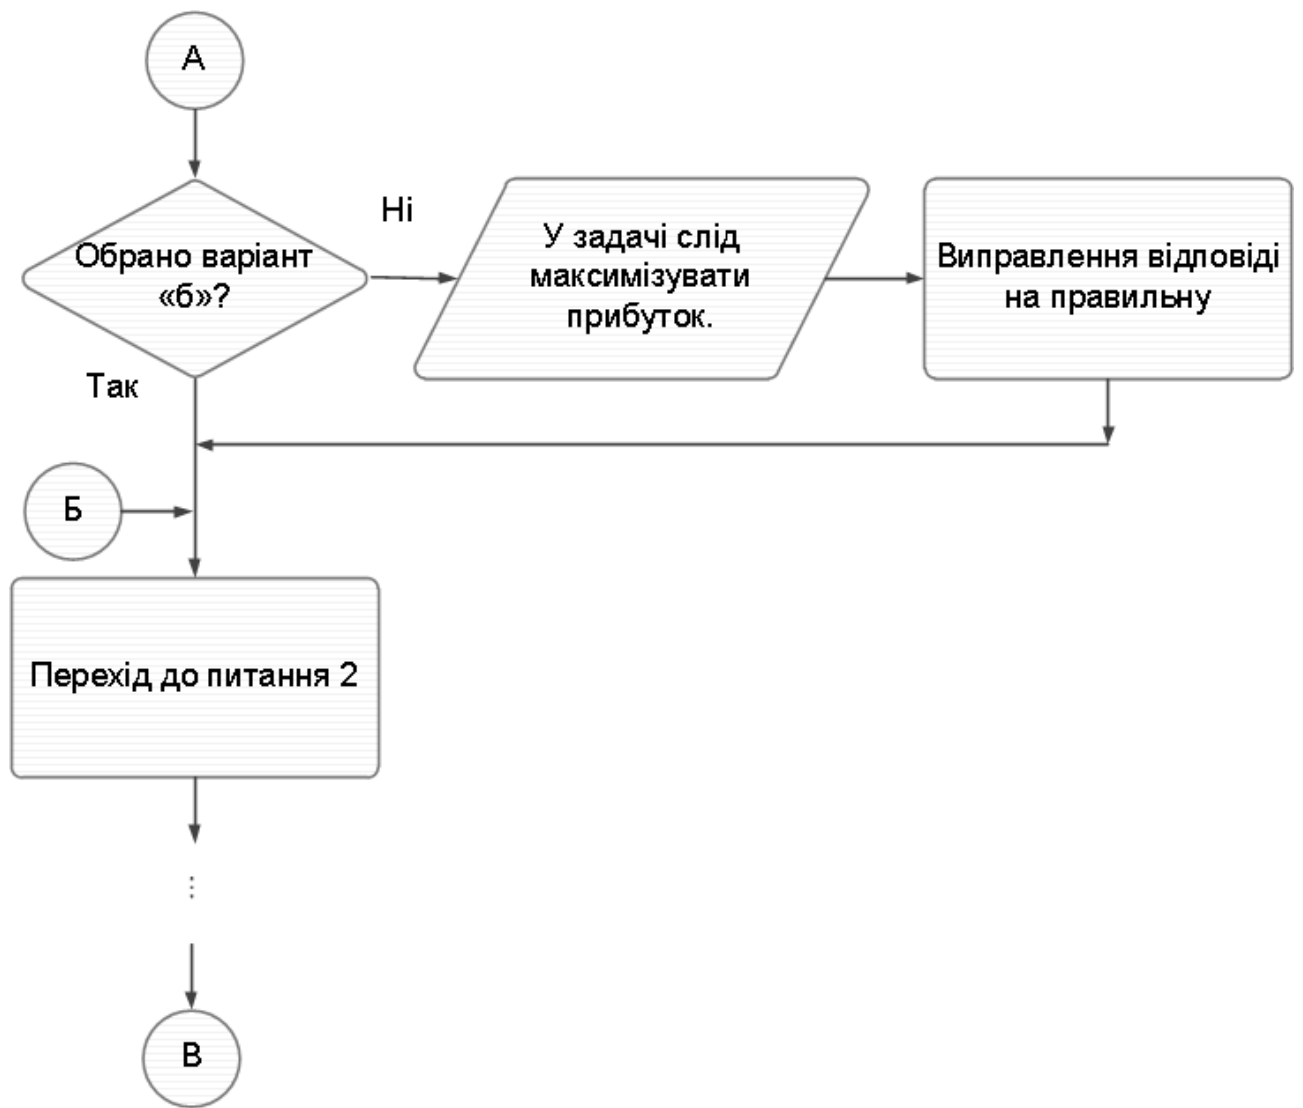 А
Обрано варіант
«б»?
Ні
У задачі слід
максимізувати
прибуток.
Виправлення відповіді
на правильну
Так
Б
Перехід до питання 2
...
В